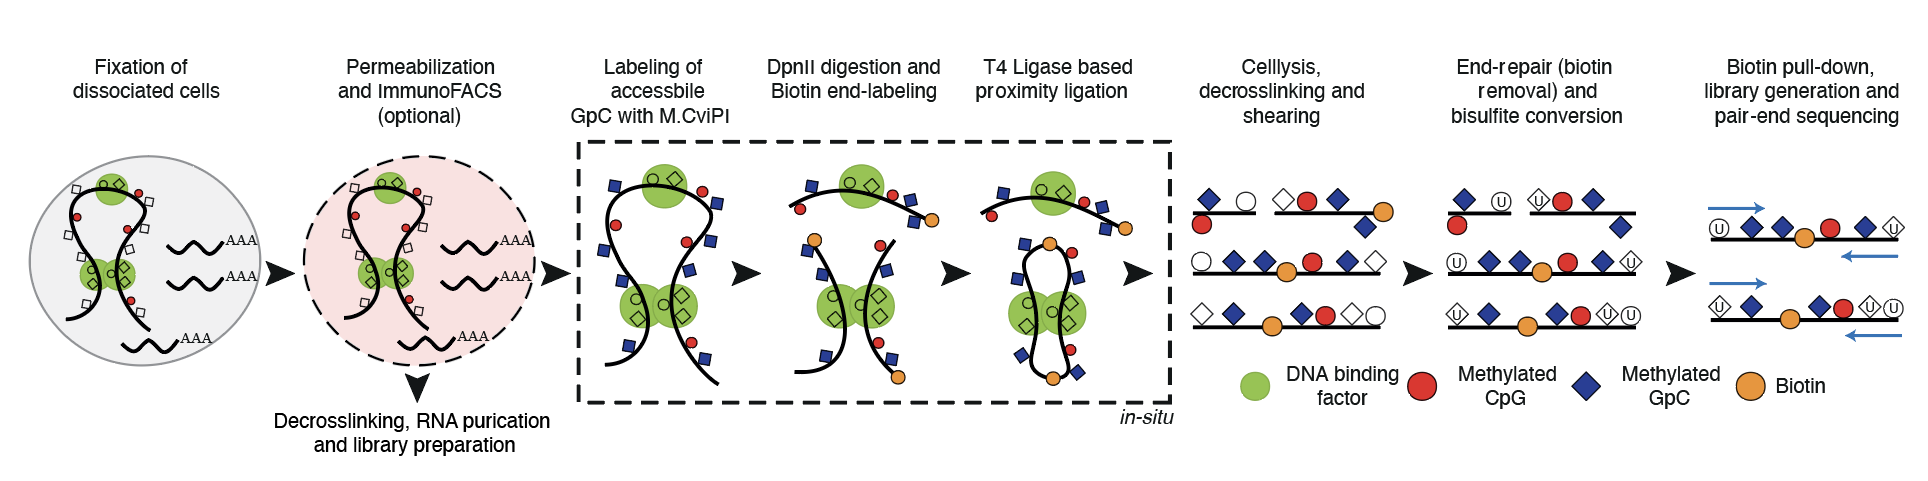 Fixation of
dissociated cells
Permeabilization
and ImmunoFACS
(optional)
Labeling of
accessbile
GpC with M.CviPI
DpnII digestion and
Biotin end-labeling
T4 Ligase based
proximity ligation
Celllysis,
decrosslinking and
shearing
End-repair (biotin
removal) and
bisulfite conversion
Biotin pull-down,
library generation and
pair-end sequencing
AAA
AAA
AAA
AAA
AAA
AAA
U
U
U
U
U
U
U
U
U
U
U
U
Decrosslinking, RNA purication
and library preparation
in-situ
DNA binding
factor
Methylated
CpG
Methylated
GpC
Biotin